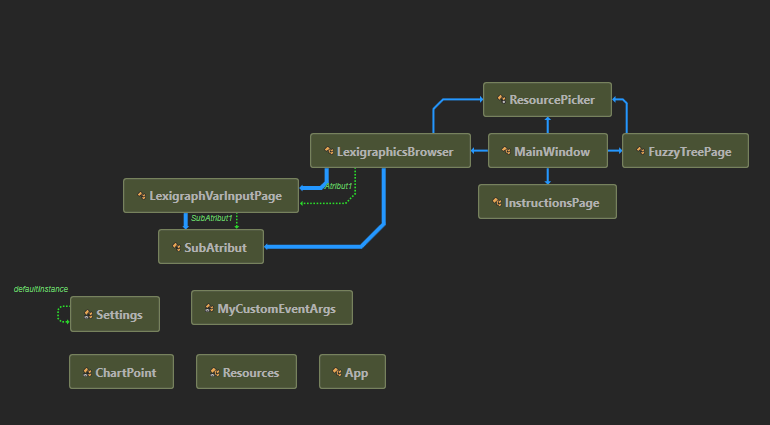 ResourcePicker
LexigraphicsBrowser
MainWindow
FuzzyTreePage
Atribut1
LexigraphVarInputPage
InstructionsPage
SubAtribut1
SubAtribut
defaultInstance
Settings
MyCustomEventArgs
ChartPoint
Resources
App